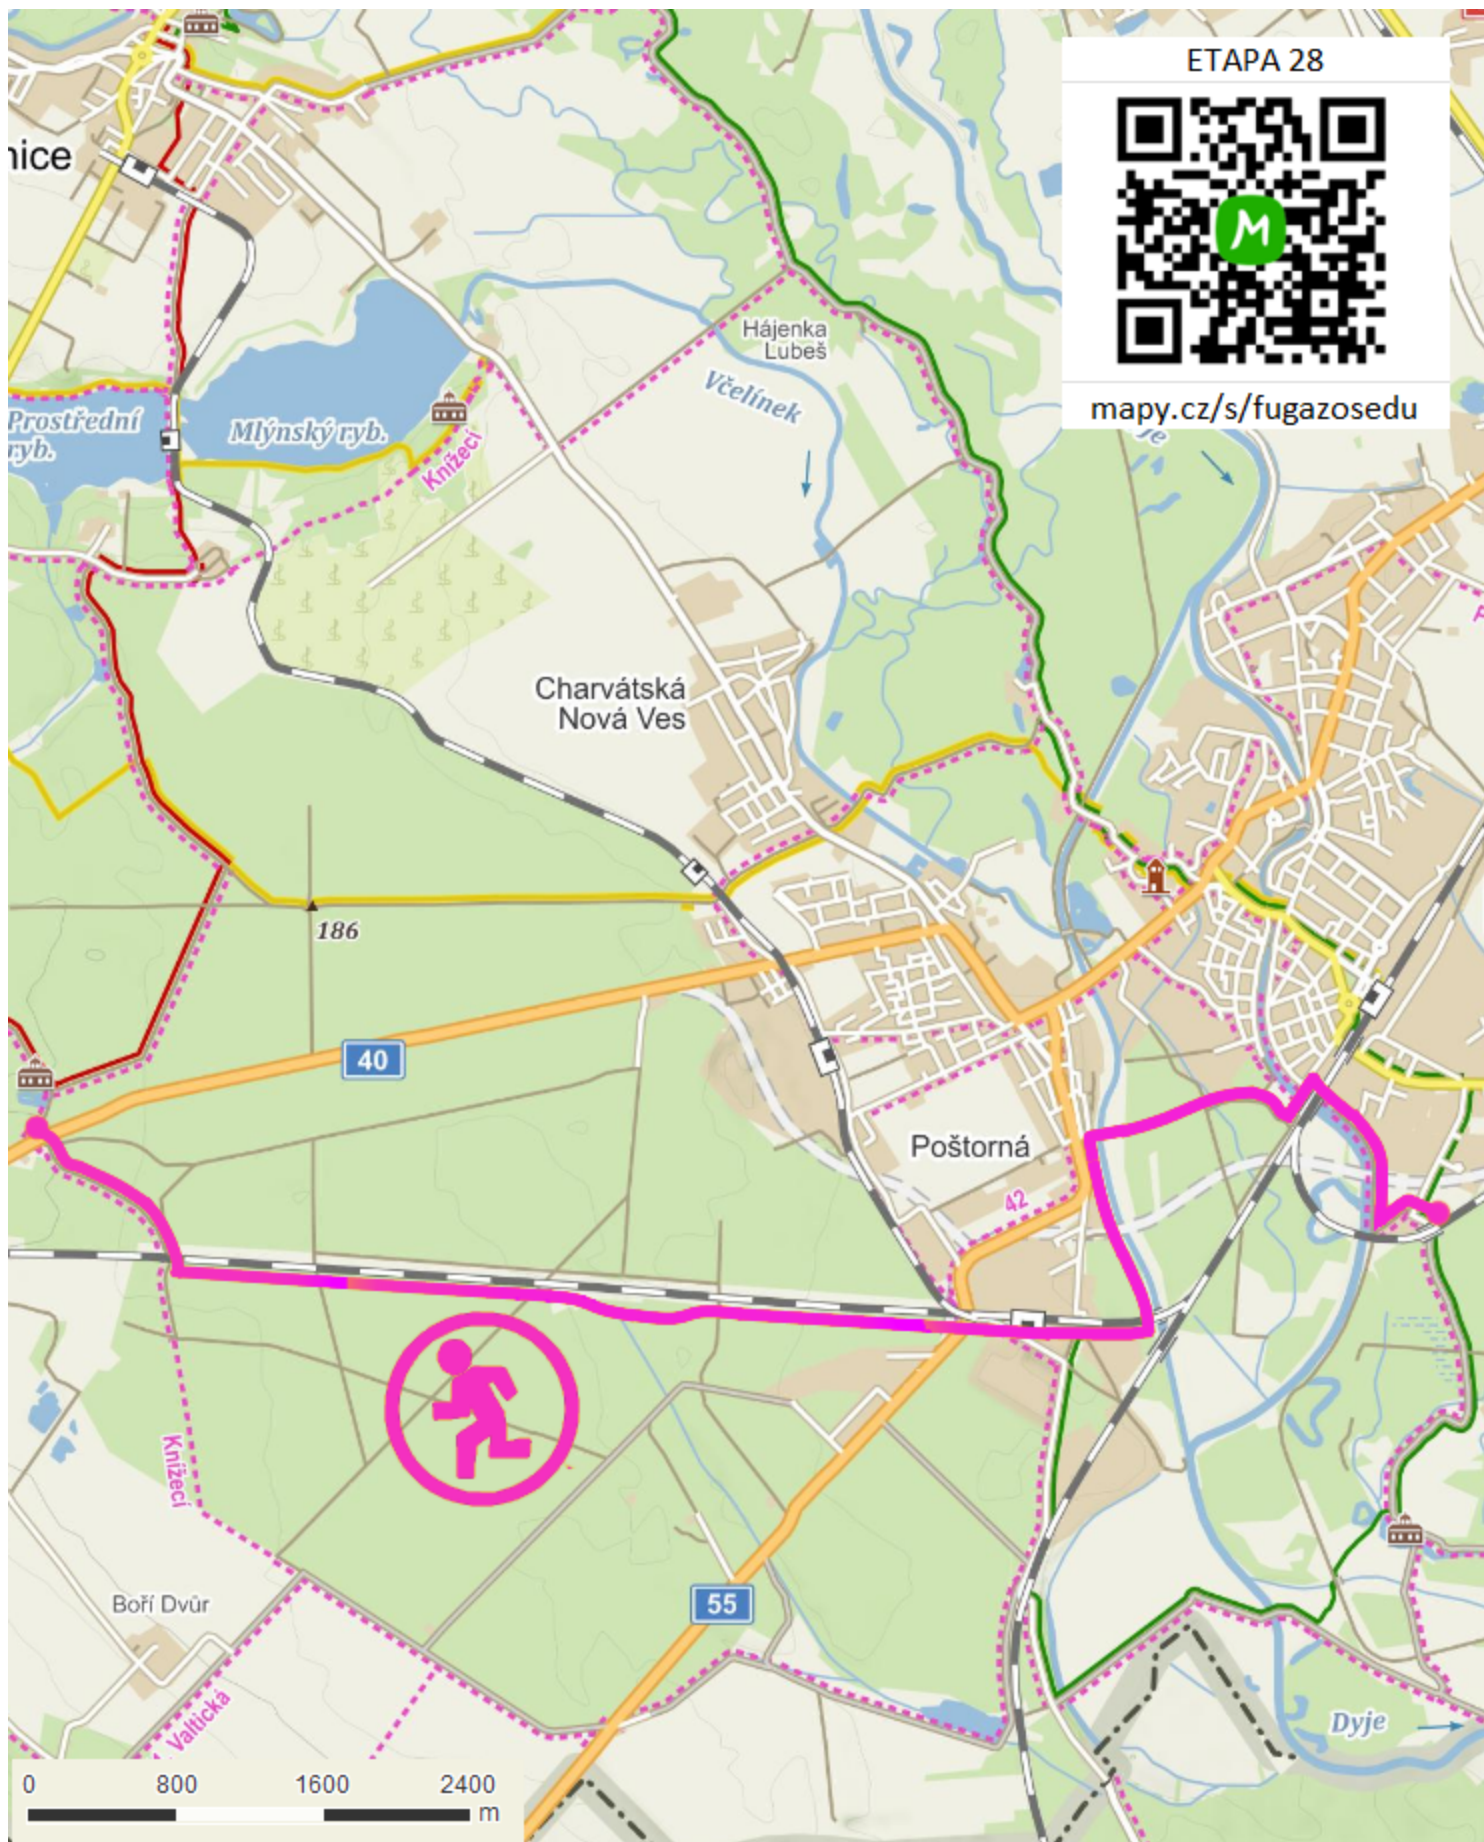 ETAPA 28
mapy.cz/s/fugazosedu
nice
Hájenka
Lubeš
Včelínek
Prostřední
ryb.
Mlýnský ryb.
Knížecí
Charvátská
Nová Ves
186
40
Poštorná
42
Knížecí
55
Boří Dvůr
Valtická
Dyje
0 800 1600 2400
m